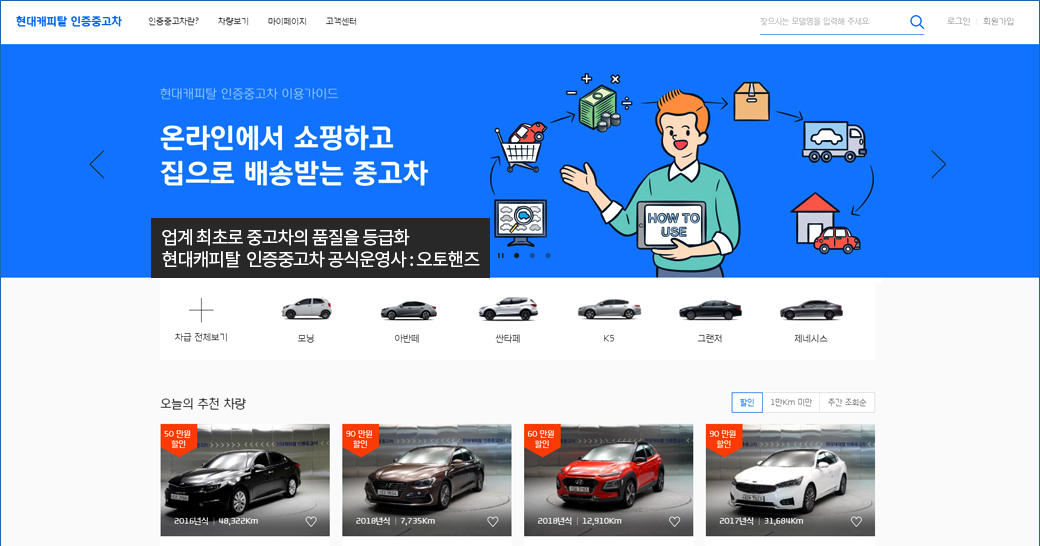 현대캐피탈 인증중고차
인증중고차란? 차량보기 마이페이지 고객센터
찾으시는 모델명을 입력해 주세요.
로그인 | 회원가입
현대캐피탈 인증중고차 이용가이드
온라인에서 쇼핑하고
집으로 배송받는 중고차
HOW TO
USE
업계 최초로 중고차의 품질을 등급화
현대캐피탈 인증중고차 공식운영사 : 오토핸즈
차급 전체보기
모닝
아반떼
싼타페
K5
그랜저
제네시스
오늘의 추천 차량
할인
1만Km 미만
주간 조회순
50 만원
할인
2016년식 | 48,322Km
90 만원
할인
2018년식 | 7,735Km
60 만원
할인
2018년식 | 12,910Km
90 만원
할인
2017년식 | 31,684Km